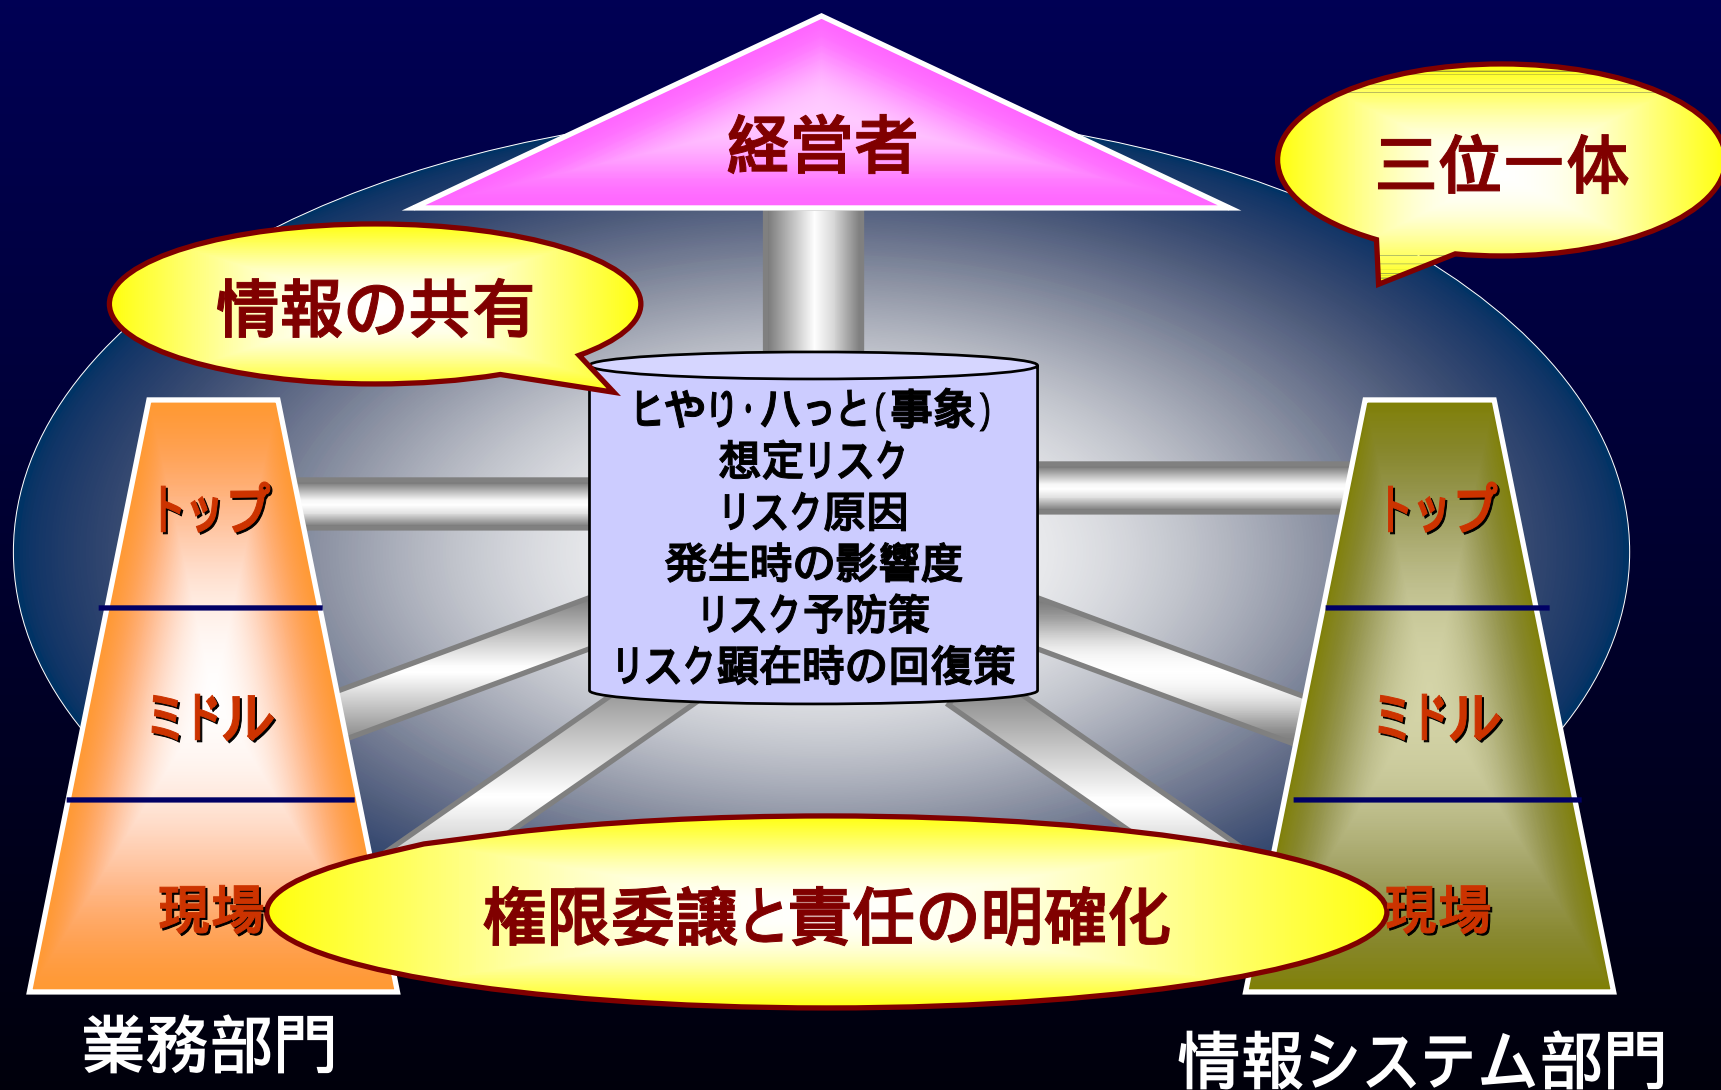 経営者
三位一体
情報の共有
ヒやり・ハっと(事象)
想定リスク
リスク原因
発生時の影響度
リスク予防策
リスク顕在時の回復策
トップ
ミドル
現場
トップ
ミドル
現場
権限委譲と責任の明確化
業務部門
情報システム部門